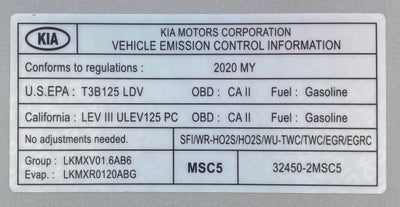 KIA KIA MOTORS CORPORATION
VEHICLE EMISSION CONTROL INFORMATION
Conforms to regulations : 2020 MY
U.S.EPA : T3B125 LDV OBD : CA II Fuel : Gasoline
California : LEV III ULEV125 PC OBD : CA II Fuel : Gasoline
No adjustments needed. SFI/WR-HO2S/HO2S/WU-TWC/TWC/EGR/EGRC
Group : LKMXV01.6AB6 MSC5 32450-2MSC5
Evap. : LKMXR0120ABG